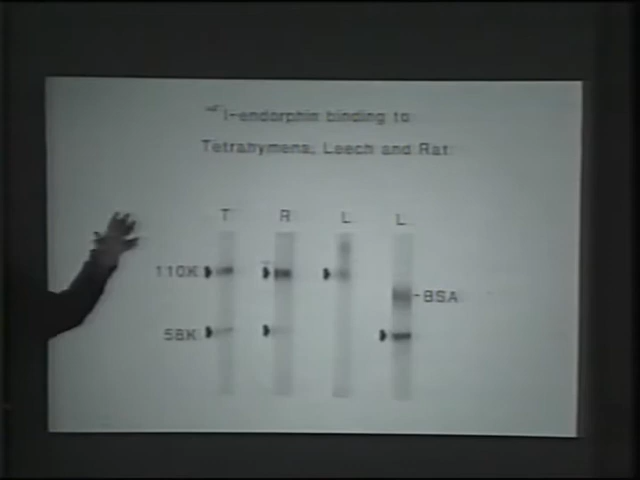 I-endorphin binding to
Tetrahymena, Leech and Rat
T R L L
110K
-BSA
58K